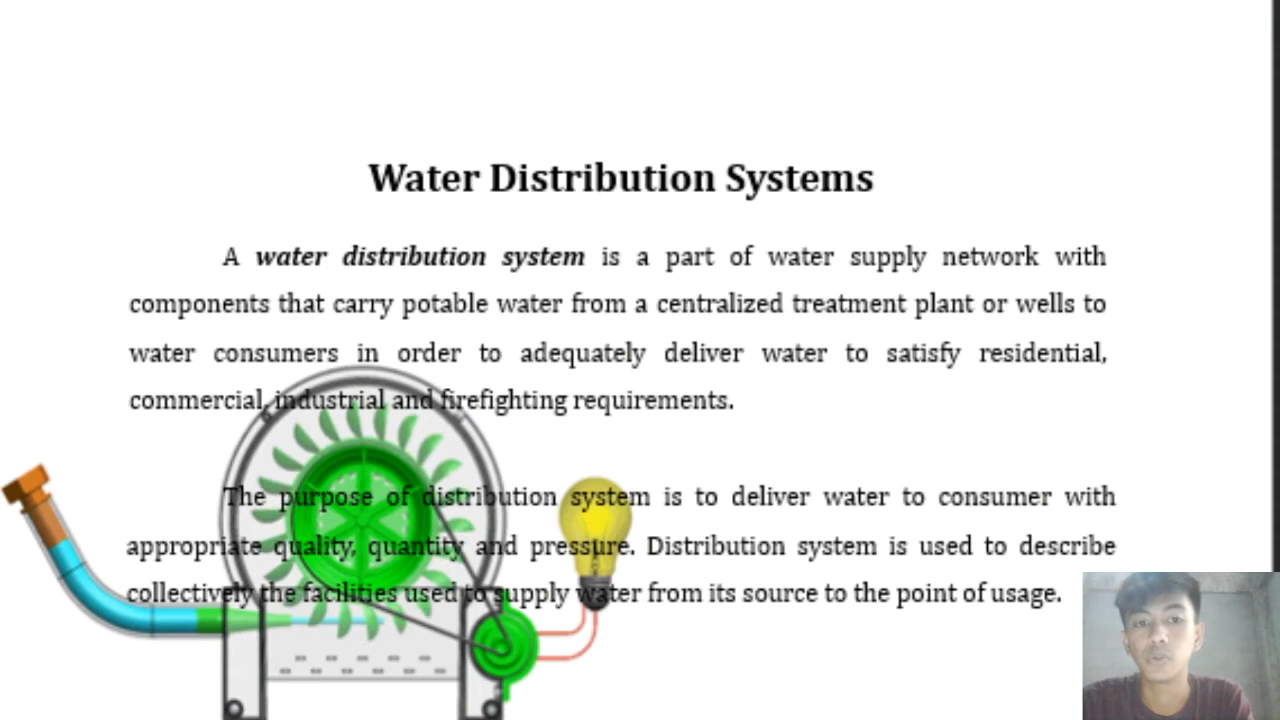 Water Distribution Systems
A water distribution system is a part of water supply network with
components that carry potable water from a centralized treatment plant or wells to
water consumers in order to adequately deliver water to satisfy residential,
commercial, industrial and firefighting requirements.
The purpose of distribution system is to deliver water to consumer with
appropriate quality, quantity and pressure. Distribution system is used to describe
collectively the facilities used to supply water from its source to the point of usage.